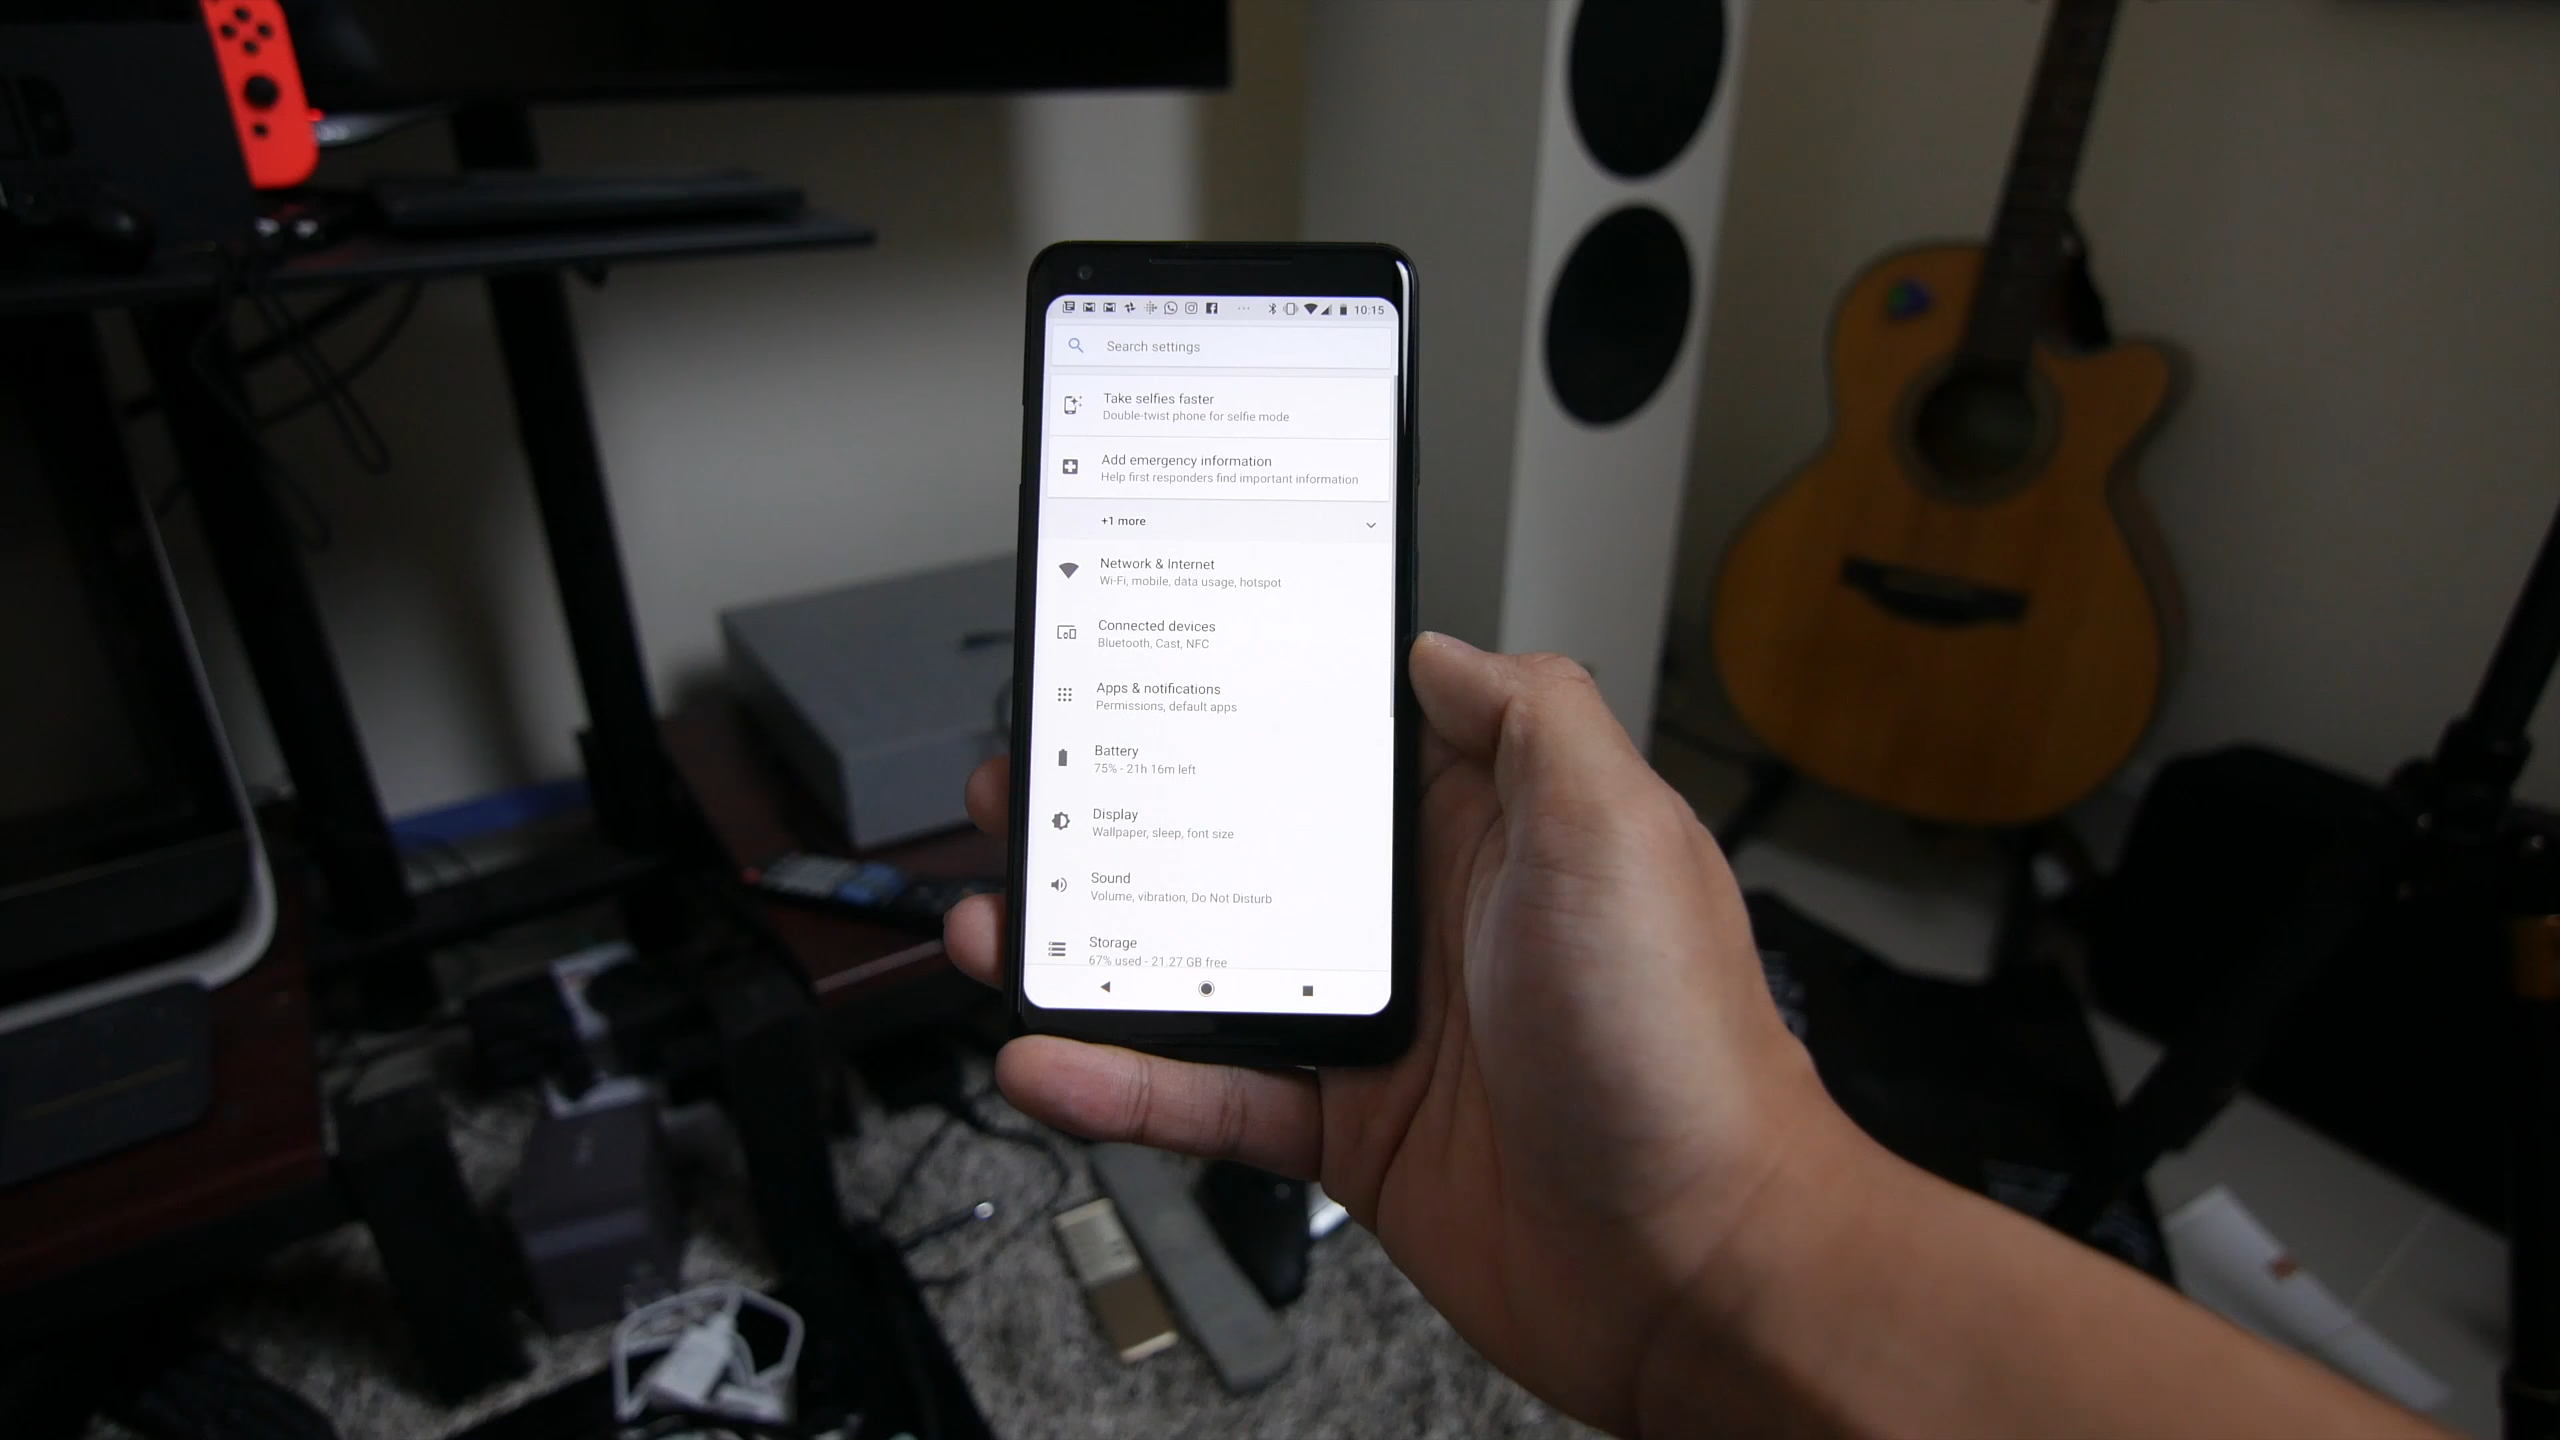 10:15
Search settings
Take selfies faster
Double-twist phone for selfie mode
Add emergency information
Help first responders find important information
+1 more
Network & Internet
Wi-Fi, mobile, data usage, hotspot
Connected devices
Bluetooth, Cast, NFC
Apps & notifications
Permissions, default apps
Battery
75% - 21h 16m left
Display
Wallpaper, sleep, font size
Sound
Volume, vibration, Do Not Disturb
Storage
67% used - 21.27 GB free